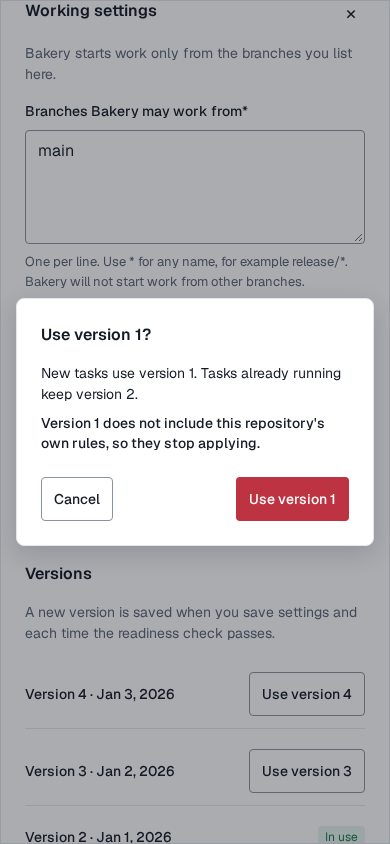 Working settings
×
Bakery starts work only from the branches you list
here.
Branches Bakery may work from*
main
One per line. Use * for any name, for example release/*.
Bakery will not start work from other branches.
Use version 1?
New tasks use version 1. Tasks already running
keep version 2.
Version 1 does not include this repository's
own rules, so they stop applying.
Cancel
Use version 1
Versions
A new version is saved when you save settings and
each time the readiness check passes.
Version 4 · Jan 3, 2026
Use version 4
Version 3 · Jan 2, 2026
Use version 3
Version 2 · Jan 1, 2026
In use